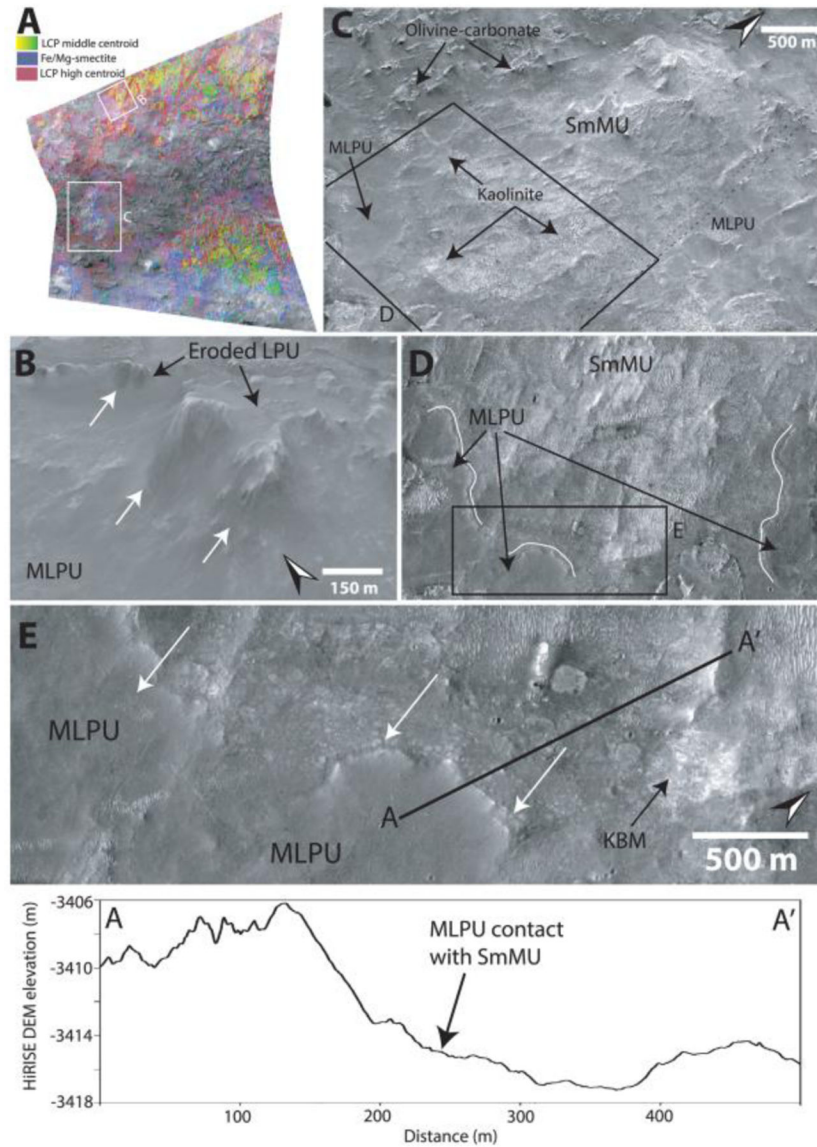 A
LCP middle centroid
Fe/Mg-smectite
LCP high centroid
B
C
C
500 m
Olivine-carbonate
SmMU
MLPU
Kaolinite
MLPU
D
B
Eroded LPU
MLPU
150 m
D
SmMU
MLPU
E
E
MLPU
A'
A
MLPU
KBM
500 m
HiRISE DEM elevation (m)
-3406
-3410
-3414
-3418
A
A'
MLPU contact
with SmMU
100
200
300
400
Distance (m)